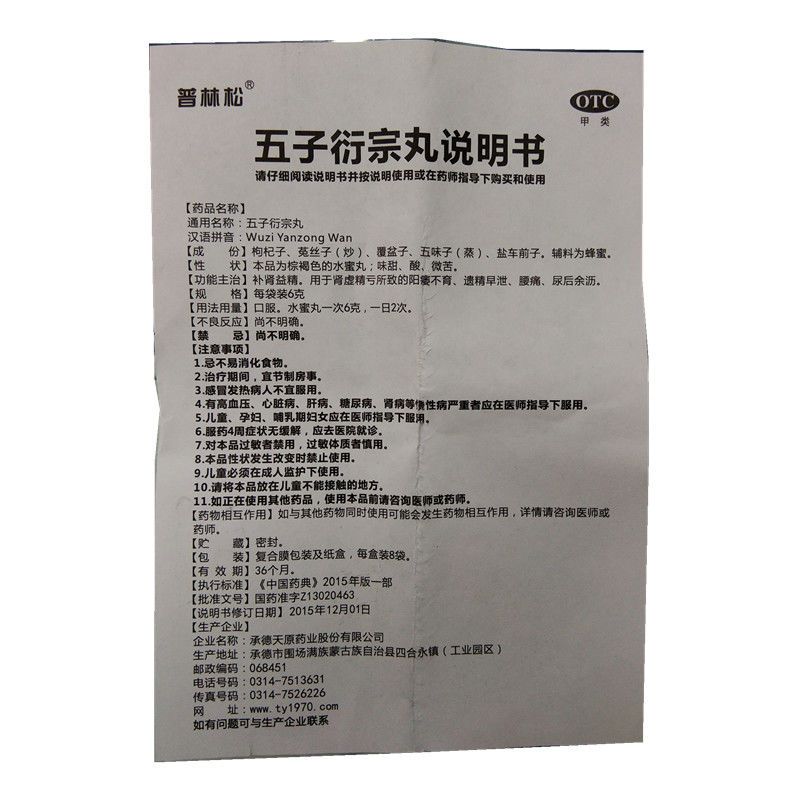 普林松®
OTC
甲 类
五子衍宗丸说明书
请仔细阅读说明书并按说明使用或在药师指导下购买和使用
【药品名称】
通用名称：五子衍宗丸
汉语拼音：Wuzi Yanzong Wan
【成　份】枸杞子、菟丝子（炒）、覆盆子、五味子（蒸）、盐车前子。辅料为蜂蜜。
【性　状】本品为棕褐色的水蜜丸；味甜、酸、微苦。
【功能主治】补肾益精。用于肾虚精亏所致的阳痿不育、遗精早泄、腰痛、尿后余沥。
【规　格】每袋装6克
【用法用量】口服。水蜜丸一次6克，一日2次。
【不良反应】尚不明确。
【禁　忌】尚不明确。
【注意事项】
1.忌不易消化食物。
2.治疗期间，宜节制房事。
3.感冒发热病人不宜服用。
4.有高血压、心脏病、肝病、糖尿病、肾病等慢性病严重者应在医师指导下服用。
5.儿童、孕妇、哺乳期妇女应在医师指导下服用。
6.服药4周症状无缓解，应去医院就诊。
7.对本品过敏者禁用，过敏体质者慎用。
8.本品性状发生改变时禁止使用。
9.儿童必须在成人监护下使用。
10.请将本品放在儿童不能接触的地方。
11.如正在使用其他药品，使用本品前请咨询医师或药师。
【药物相互作用】如与其他药物同时使用可能会发生药物相互作用，详情请咨询医师或
药师。
【贮　藏】密封。
【包　装】复合膜包装及纸盒，每盒装8袋。
【有 效 期】36个月。
【执行标准】《中国药典》2015年版一部
【批准文号】国药准字Z13020463
【说明书修订日期】2015年12月01日
【生产企业】
企业名称：承德天原药业股份有限公司
生产地址：承德市围场满族蒙古族自治县四合永镇（工业园区）
邮政编码：068451
电话号码：0314-7513631
传真号码：0314-7526226
网　址：www.ty1970.com
如有问题可与生产企业联系